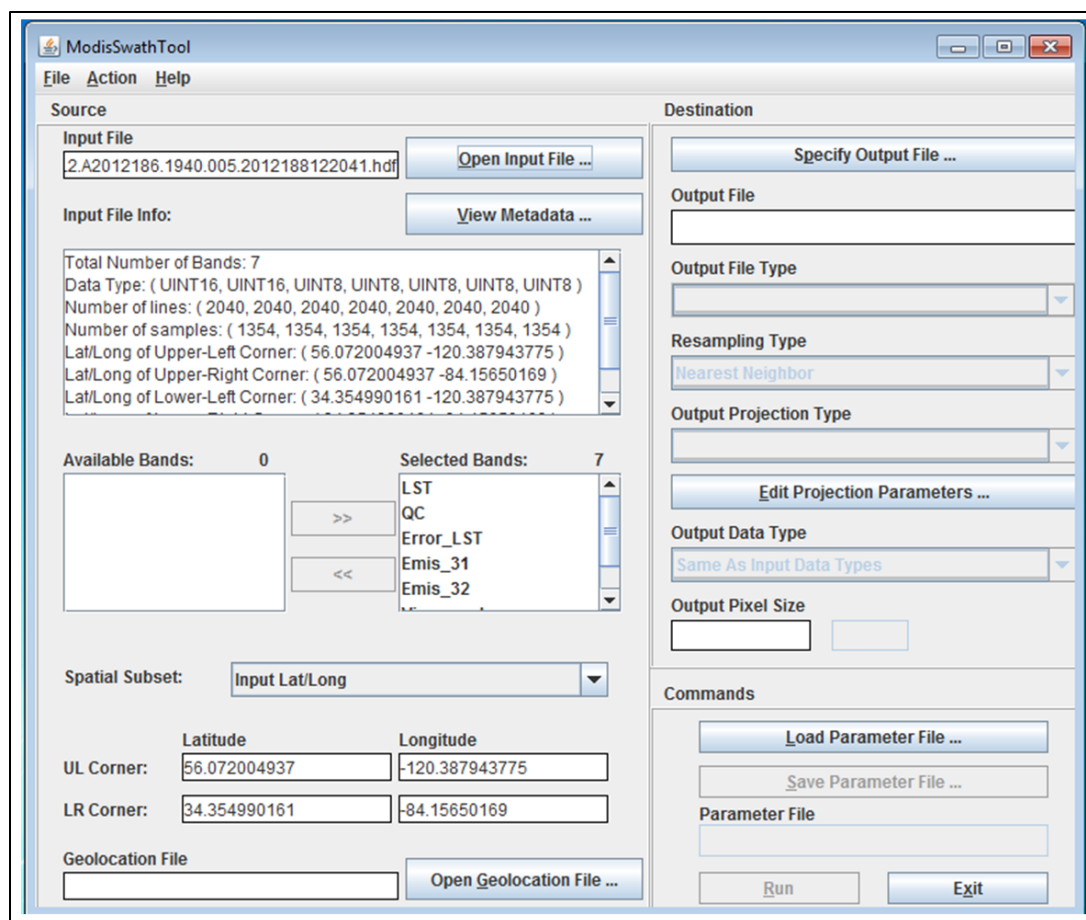 ModisSwathTool
File Action Help
Source
Input File
.2.A2012186.1940.005.2012188122041.hdf
Open Input File ...
Input File Info:
View Metadata ...
Total Number of Bands: 7
Data Type: ( UINT16, UINT16, UINT8, UINT8, UINT8, UINT8, UINT8 )
Number of lines: ( 2040, 2040, 2040, 2040, 2040, 2040, 2040 )
Number of samples: ( 1354, 1354, 1354, 1354, 1354, 1354, 1354 )
Lat/Long of Upper-Left Corner: ( 56.072004937 -120.387943775 )
Lat/Long of Upper-Right Corner: ( 56.072004937 -84.15650169 )
Lat/Long of Lower-Left Corner: ( 34.354990161 -120.387943775 )
Available Bands: 0
Selected Bands: 7
>>
<<
LST
QC
Error_LST
Emis_31
Emis_32
Spatial Subset:
Input Lat/Long
Latitude Longitude
UL Corner: 56.072004937 -120.387943775
LR Corner: 34.354990161 -84.15650169
Geolocation File
Open Geolocation File ...
Destination
Specify Output File ...
Output File
Output File Type
Resampling Type
Nearest Neighbor
Output Projection Type
Edit Projection Parameters ...
Output Data Type
Same As Input Data Types
Output Pixel Size
Commands
Load Parameter File ...
Save Parameter File ...
Parameter File
Run
Exit